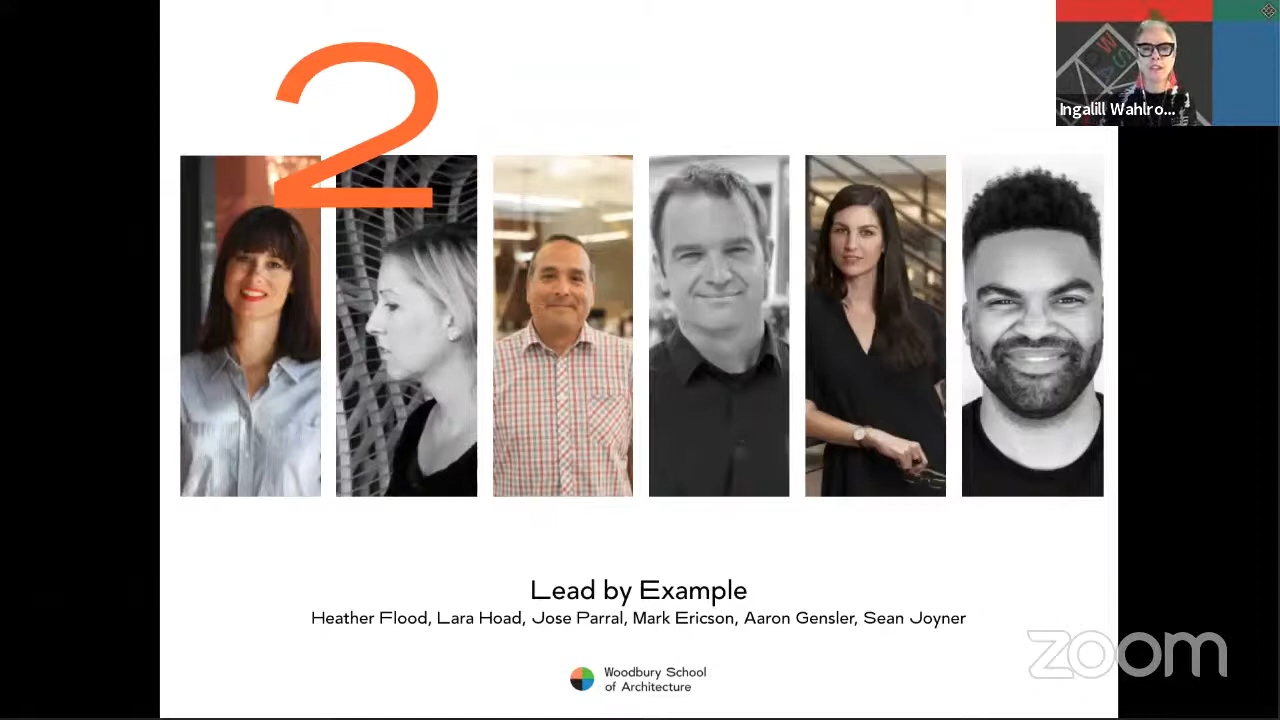 2
Ingalill Wahlro...
Lead by Example
Heather Flood, Lara Hoad, Jose Parral, Mark Ericson, Aaron Gensler, Sean Joyner
Woodbury School
of Architecture
zoom